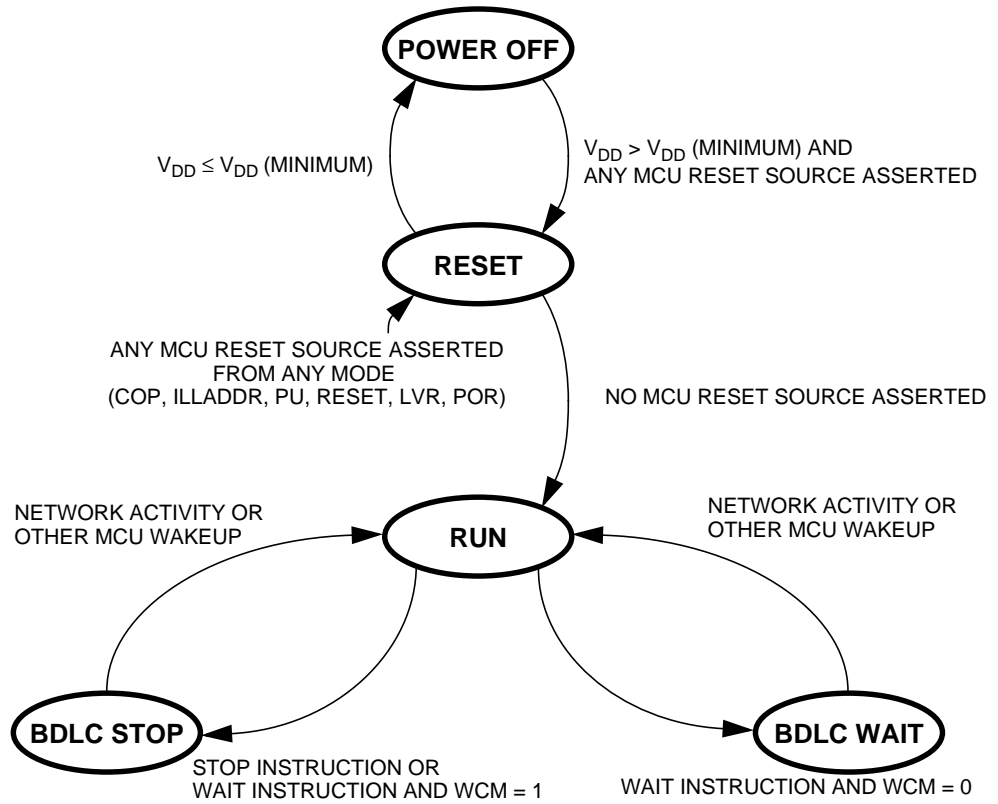 POWER OFF
V_DD ≤ V_DD (MINIMUM)
V_DD > V_DD (MINIMUM) AND
ANY MCU RESET SOURCE ASSERTED
RESET
ANY MCU RESET SOURCE ASSERTED
FROM ANY MODE
(COP, ILLADDR, PU, RESET, LVR, POR)
NO MCU RESET SOURCE ASSERTED
NETWORK ACTIVITY OR
OTHER MCU WAKEUP
RUN
NETWORK ACTIVITY OR
OTHER MCU WAKEUP
BDLC STOP
BDLC WAIT
STOP INSTRUCTION OR
WAIT INSTRUCTION AND WCM = 1
WAIT INSTRUCTION AND WCM = 0